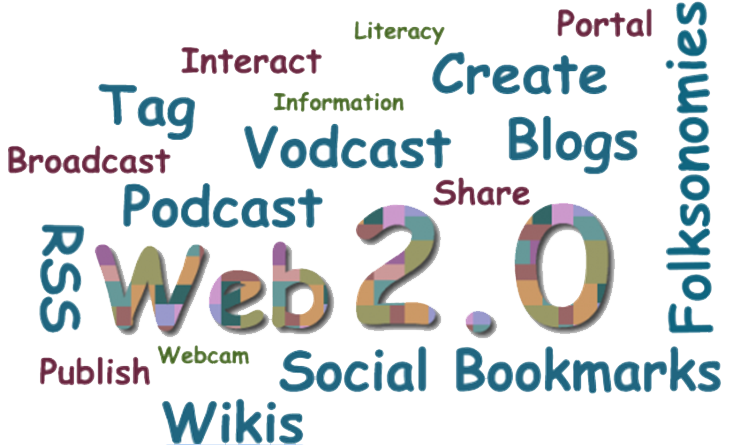 Portal
Literacy
Interact
Create
Folksonomies
Tag
Information
Vodcast
Blogs
Broadcast
Podcast
Share
RSS
Web 2.0
Publish
Webcam
Social Bookmarks
Wikis